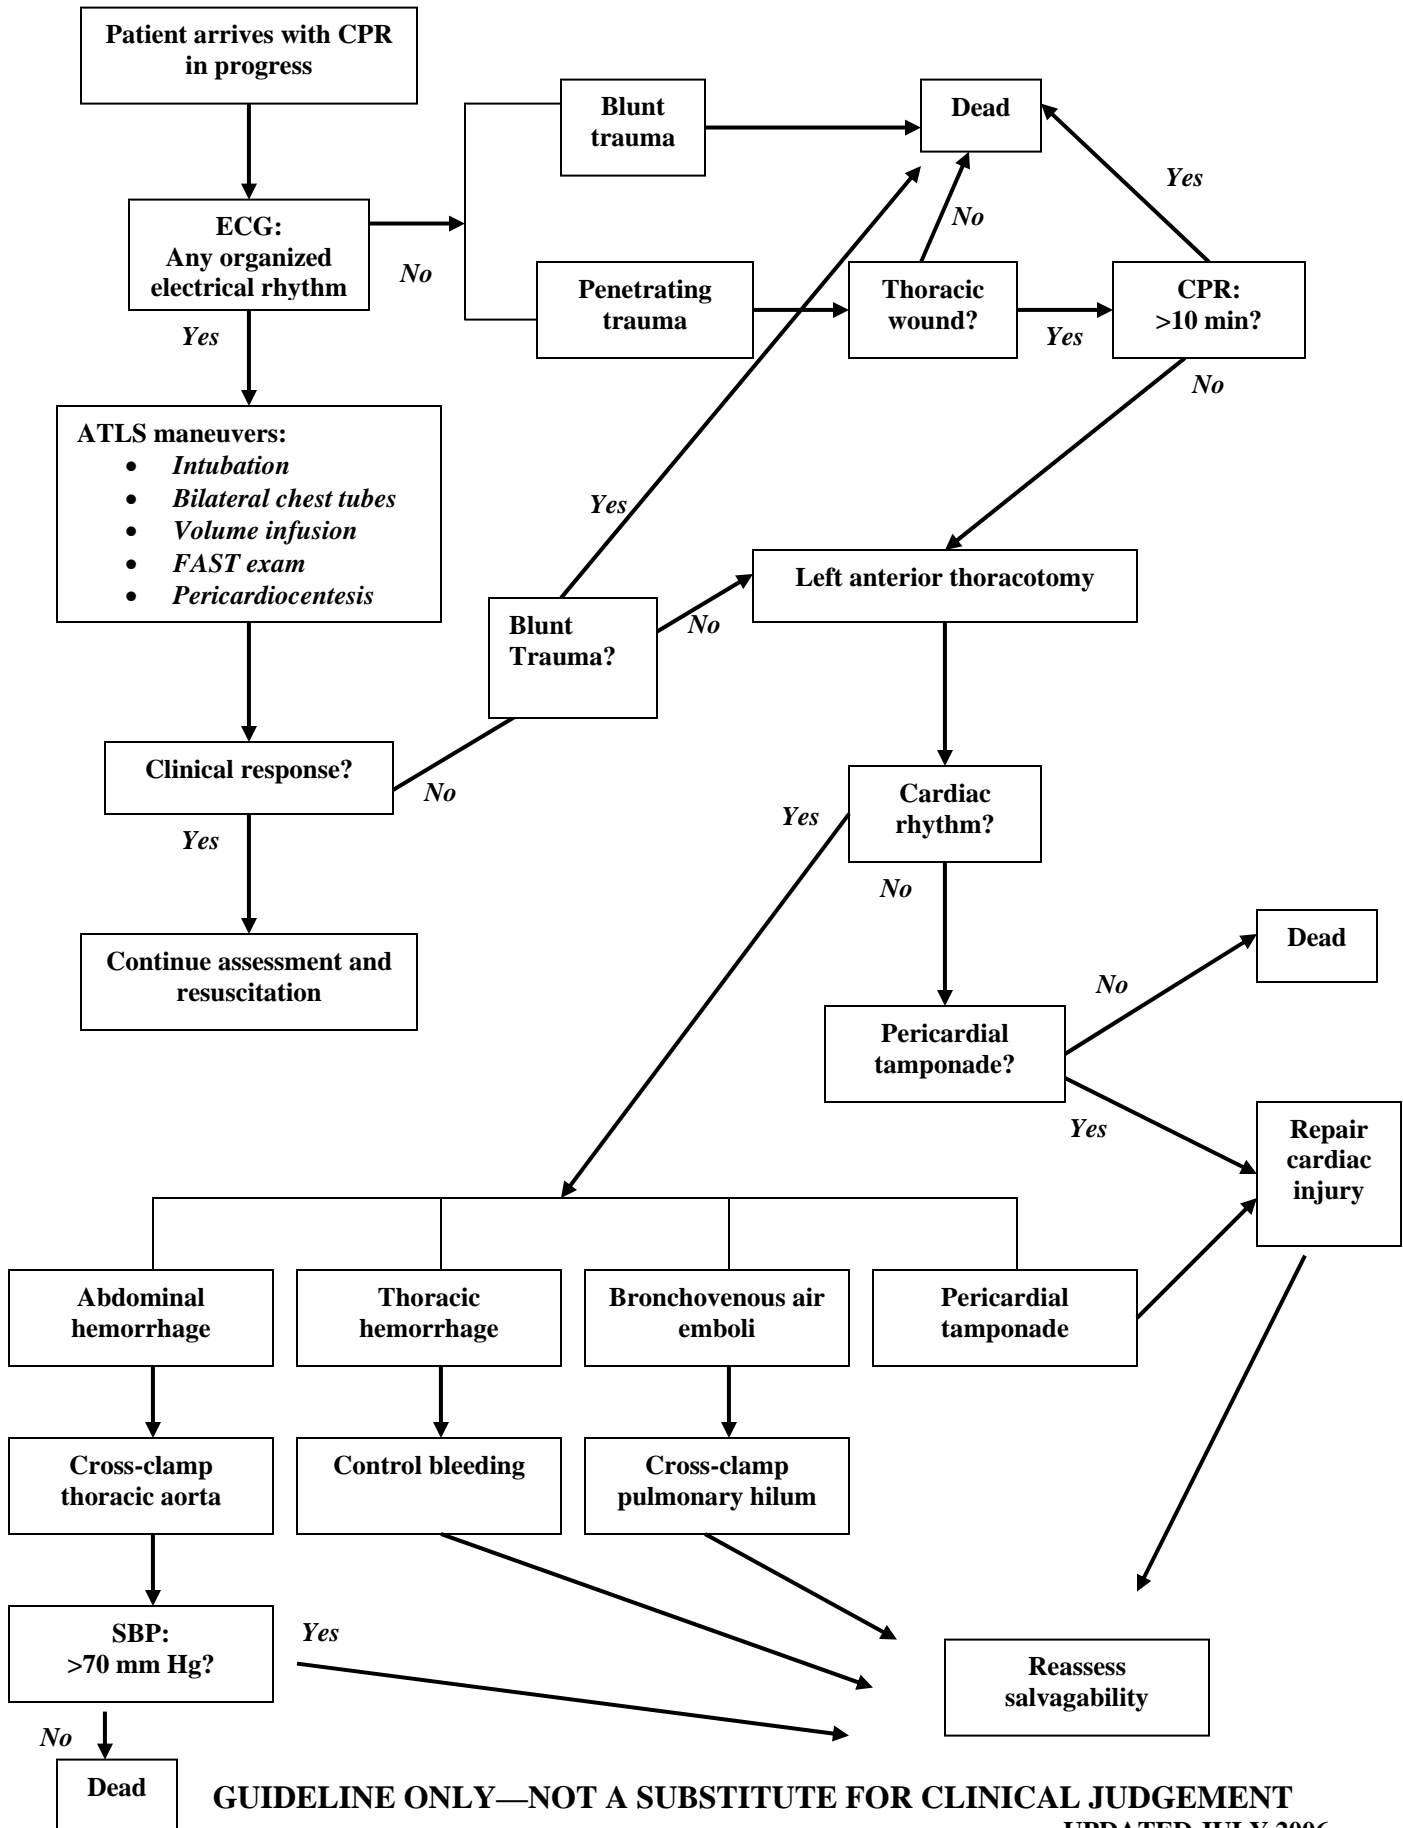 Patient arrives with CPR
in progress
Blunt
trauma
Dead
Yes
ECG:
Any organized
electrical rhythm
No
No
Penetrating
trauma
Thoracic
wound?
Yes
CPR:
>10 min?
Yes
No
ATLS maneuvers:
• Intubation
• Bilateral chest tubes
• Volume infusion
• FAST exam
• Pericardiocentesis
Yes
Left anterior thoracotomy
Blunt
Trauma?
No
Clinical response?
No
Cardiac
rhythm?
Yes
Yes
No
Continue assessment and
resuscitation
Dead
No
Pericardial
tamponade?
Yes
Repair
cardiac
injury
Abdominal
hemorrhage
Thoracic
hemorrhage
Bronchovenous air
emboli
Pericardial
tamponade
Cross-clamp
thoracic aorta
Control bleeding
Cross-clamp
pulmonary hilum
SBP:
>70 mm Hg?
Yes
Reassess
salvagability
No
Dead
GUIDELINE ONLY—NOT A SUBSTITUTE FOR CLINICAL JUDGEMENT
UPDATED JULY 2006